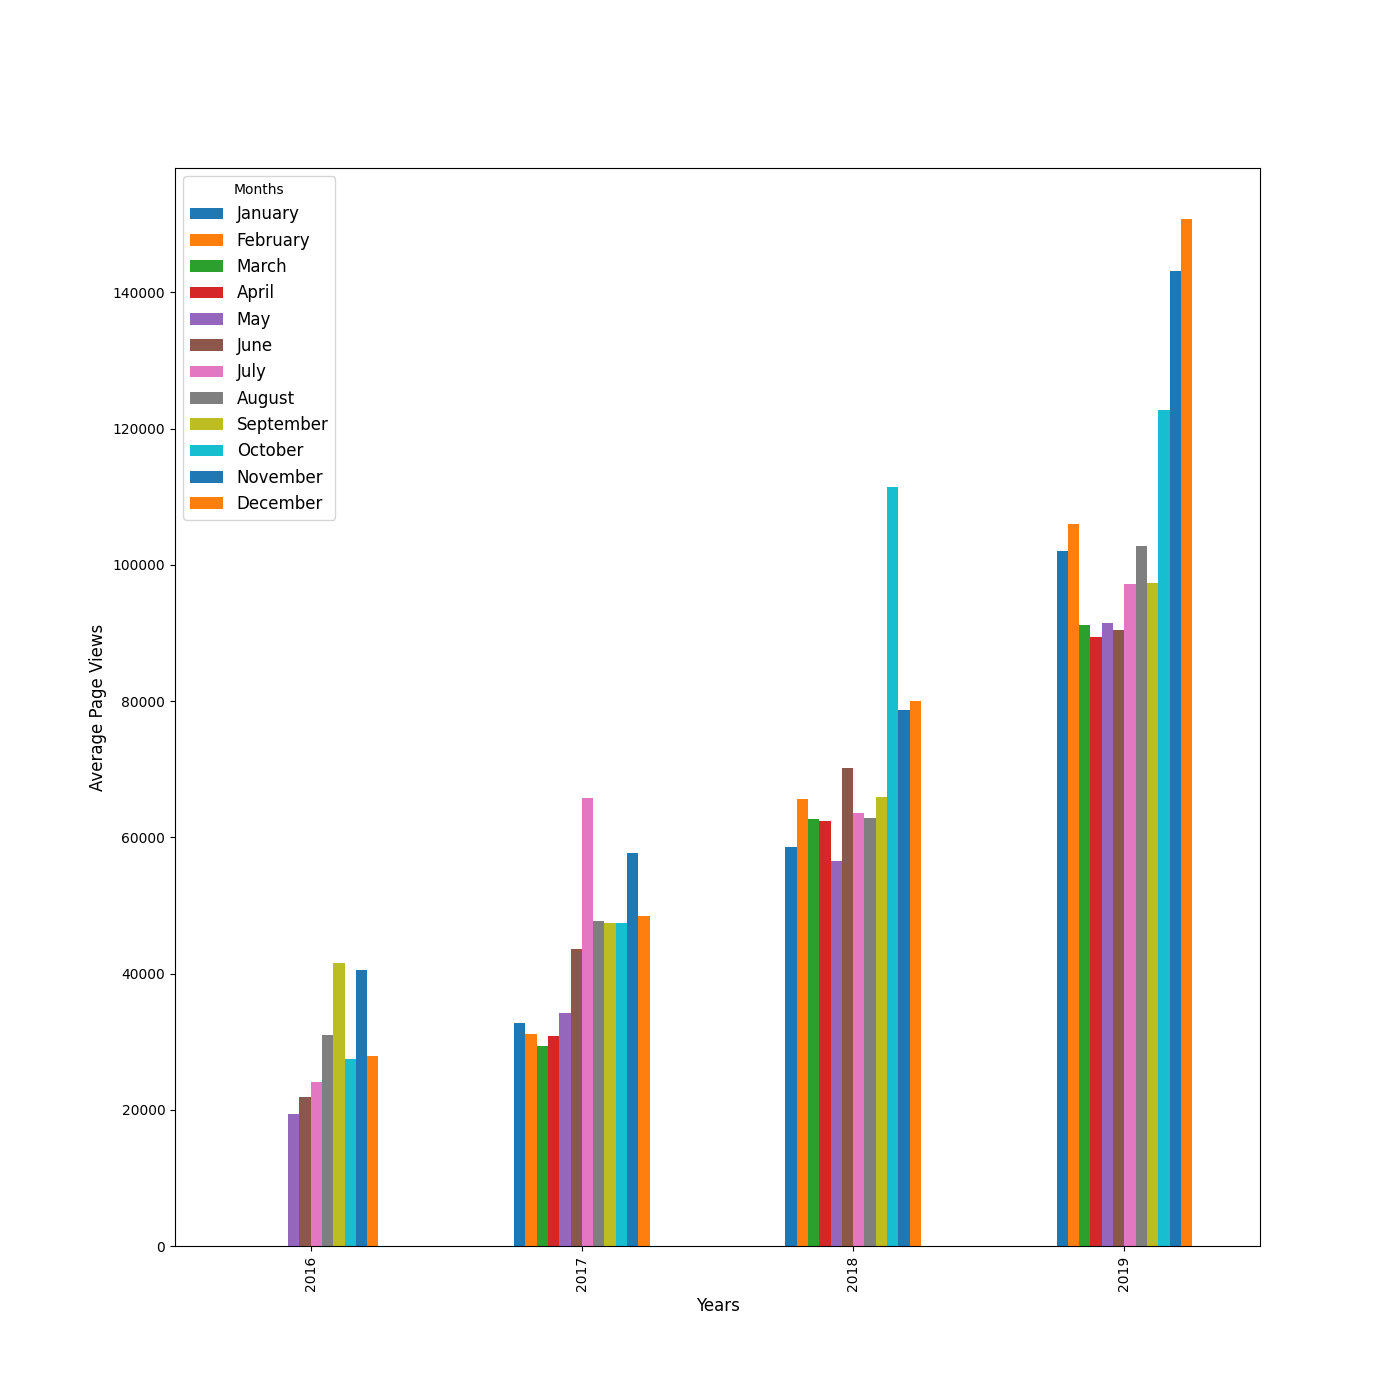 Months
January
February
March
April
May
June
July
August
September
October
November
December
140000
120000
100000
80000
60000
40000
20000
0
Average Page Views
2016
2017
2018
2019
Years